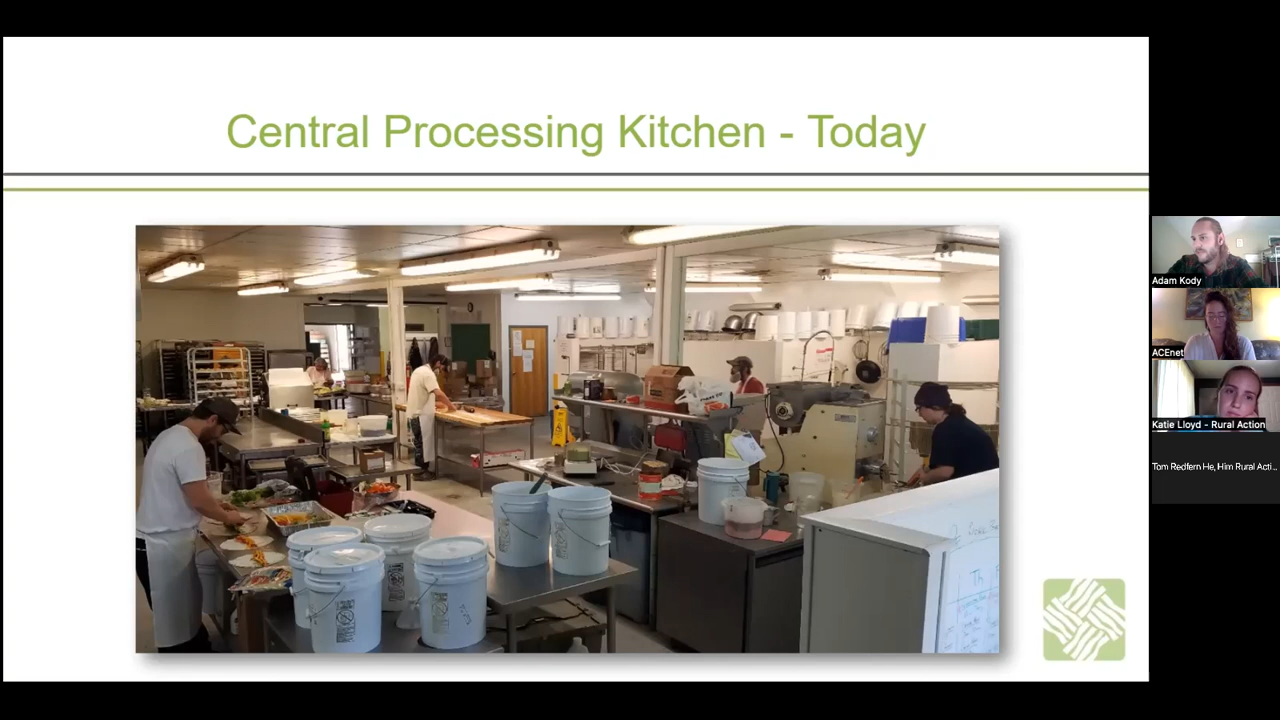 Central Processing Kitchen - Today
Adam Kody
ACEnet
Katie Lloyd - Rural Action
Tom Redfern He, Him Rural Acti...